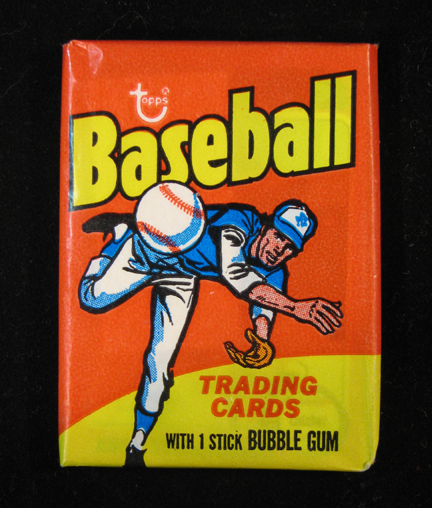 topps
Baseball
TRADING
CARDS
WITH 1 STICK BUBBLE GUM